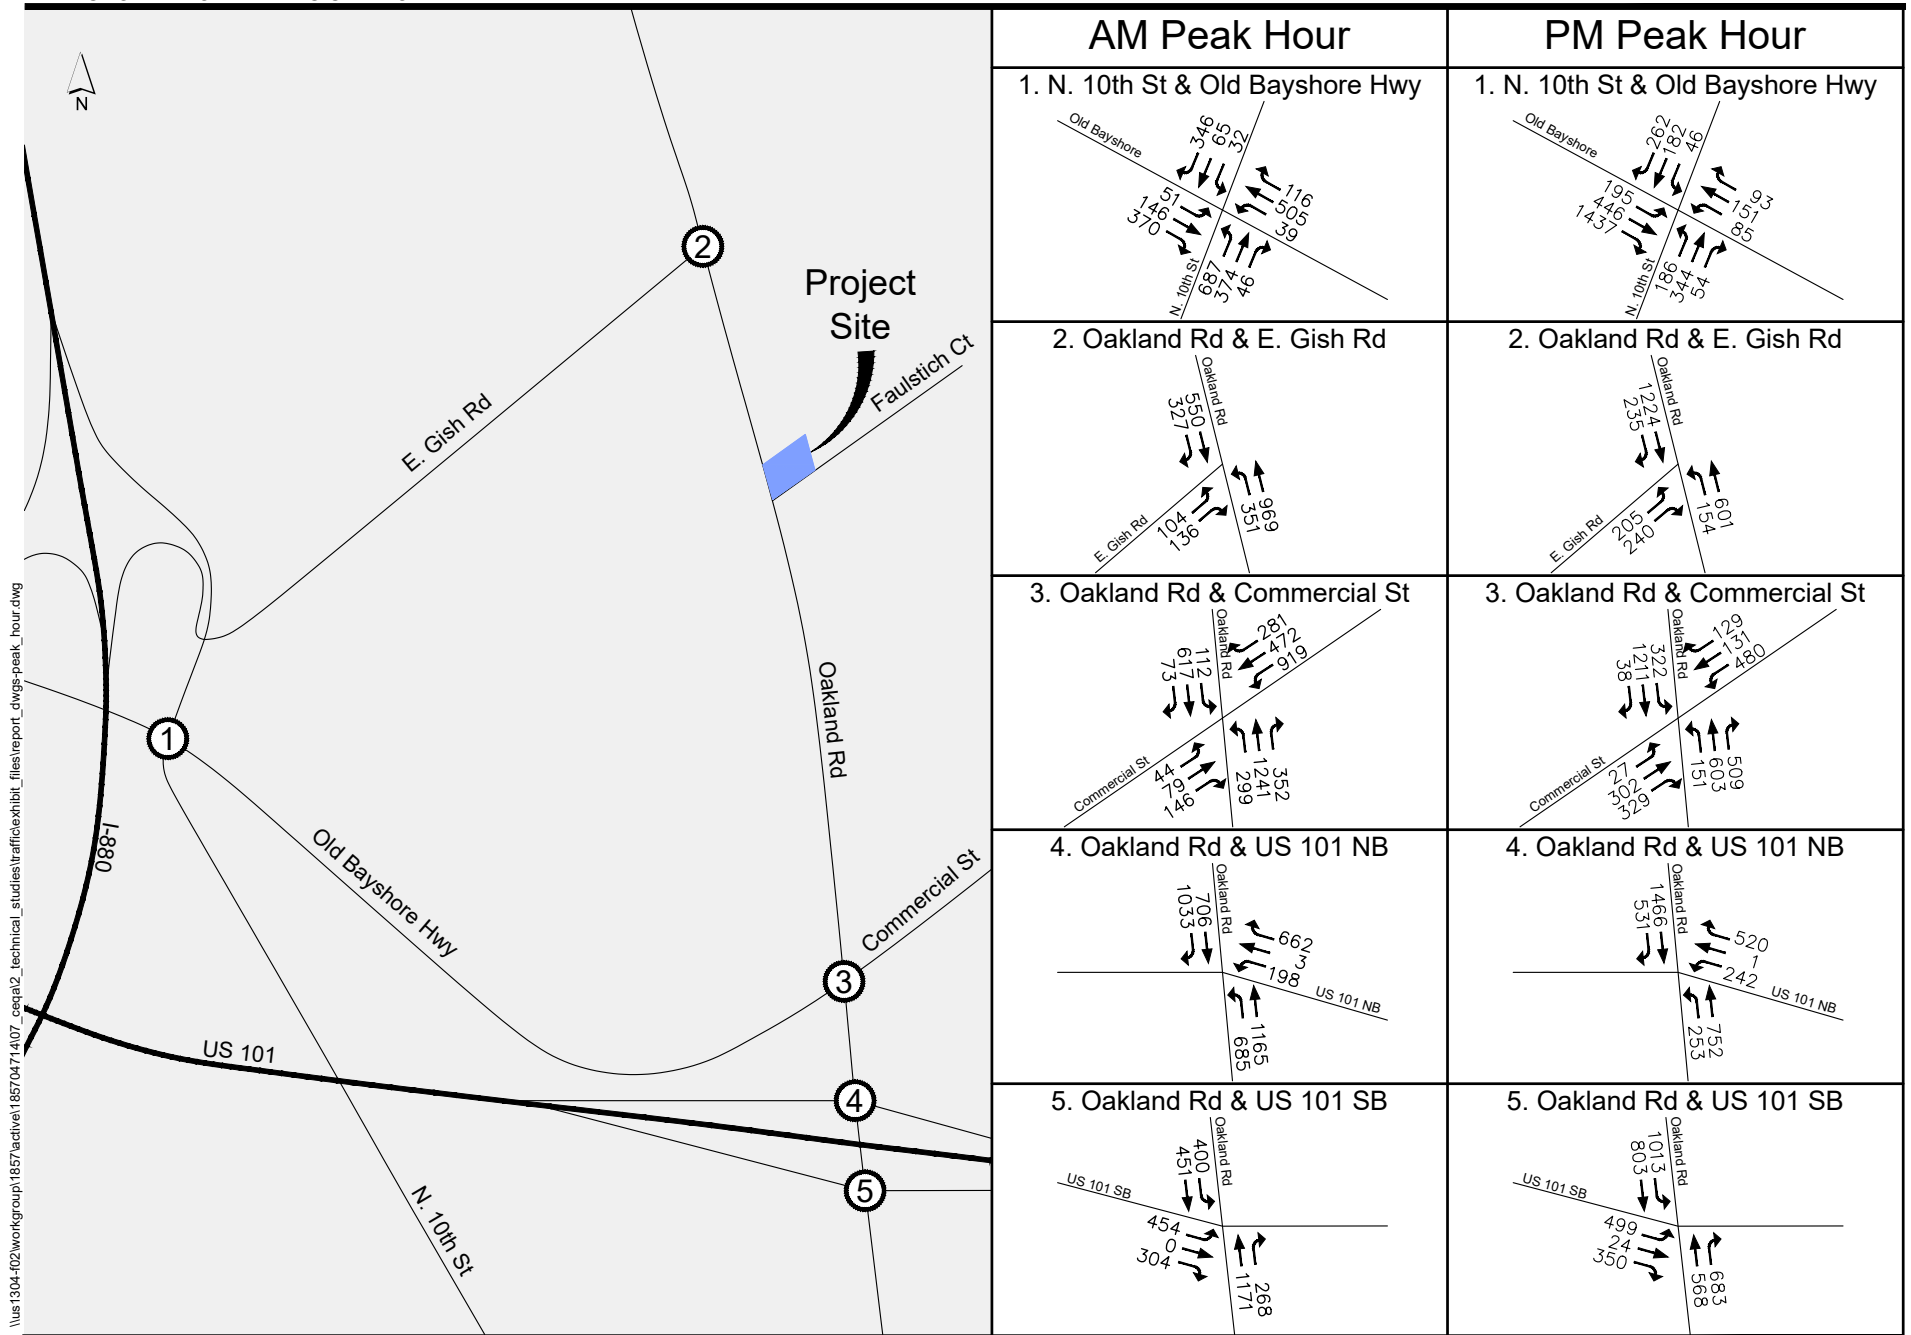 N
2
Project
Site
Faulstich Ct
E. Gish Rd
Oakland Rd
1
I-880
Old Bayshore Hwy
Commercial St
3
US 101
4
5
N. 10th St
\\us1304-f02\workgroup\1857\active\185704714\07_ceqa\2_technical_studies\traffic\exhibit_files\report_dwgs-peak_hour.dwg
AM Peak Hour
1. N. 10th St & Old Bayshore Hwy
Old Bayshore
346
65
32
51
146
370
116
505
39
687
374
46
N. 10th St
2. Oakland Rd & E. Gish Rd
Oakland Rd
327
550
104
136
351
969
E. Gish Rd
3. Oakland Rd & Commercial St
Oakland Rd
73
617
112
281
472
919
44
79
146
299
1241
352
Commercial St
4. Oakland Rd & US 101 NB
Oakland Rd
1033
706
662
3
198
US 101 NB
685
1165
5. Oakland Rd & US 101 SB
Oakland Rd
451
400
US 101 SB
454
0
304
1171
268
PM Peak Hour
1. N. 10th St & Old Bayshore Hwy
Old Bayshore
262
182
46
195
446
1437
93
151
85
186
344
54
N. 10th St
2. Oakland Rd & E. Gish Rd
Oakland Rd
235
1224
205
240
154
601
E. Gish Rd
3. Oakland Rd & Commercial St
Oakland Rd
38
1211
322
129
131
480
27
302
329
151
603
509
Commercial St
4. Oakland Rd & US 101 NB
Oakland Rd
531
1466
520
1
242
US 101 NB
253
752
5. Oakland Rd & US 101 SB
Oakland Rd
803
1013
US 101 SB
499
24
350
568
683